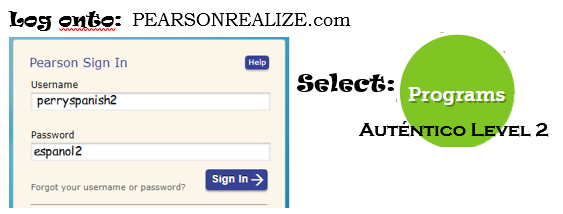 Log onto: PEARSONREALIZE.com
Pearson Sign In
Help
Username
perryspanish2
Password
espanol2
Forgot your username or password?
Sign In
Select:
Programs
Auténtico Level 2